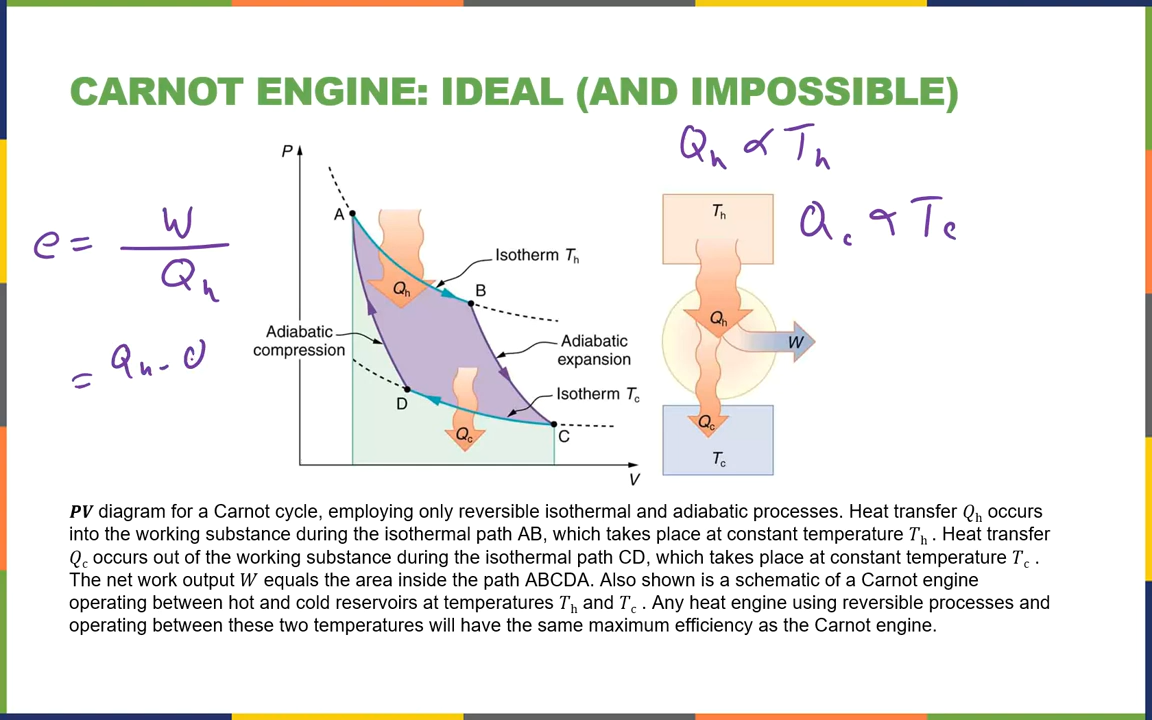 CARNOT ENGINE: IDEAL (AND IMPOSSIBLE)
Qh ∝ Th
Qc ∝ Tc
e = W / Qh
= Qh -
P
A
Isotherm Th
Qh
B
Adiabatic
compression
Adiabatic
expansion
Isotherm Tc
D
Qc
C
V
Th
Qh
W
Qc
Tc
PV diagram for a Carnot cycle, employing only reversible isothermal and adiabatic processes. Heat transfer Qh occurs
into the working substance during the isothermal path AB, which takes place at constant temperature Th . Heat transfer
Qc occurs out of the working substance during the isothermal path CD, which takes place at constant temperature Tc .
The net work output W equals the area inside the path ABCDA. Also shown is a schematic of a Carnot engine
operating between hot and cold reservoirs at temperatures Th and Tc . Any heat engine using reversible processes and
operating between these two temperatures will have the same maximum efficiency as the Carnot engine.